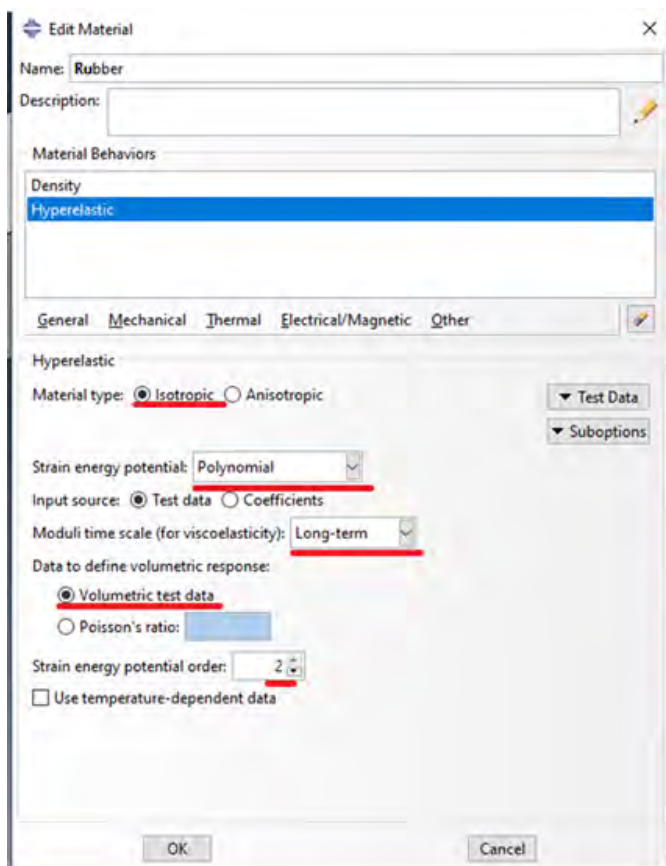 Edit Material
Name: Rubber
Description:
Material Behaviors
Density
Hyperelastic
General Mechanical Thermal Electrical/Magnetic Other
Hyperelastic
Material type: Isotropic Anisotropic
Test Data
Suboptions
Strain energy potential: Polynomial
Input source: Test data Coefficients
Moduli time scale (for viscoelasticity): Long-term
Data to define volumetric response:
Volumetric test data
Poisson's ratio:
Strain energy potential order: 2
Use temperature-dependent data
OK Cancel